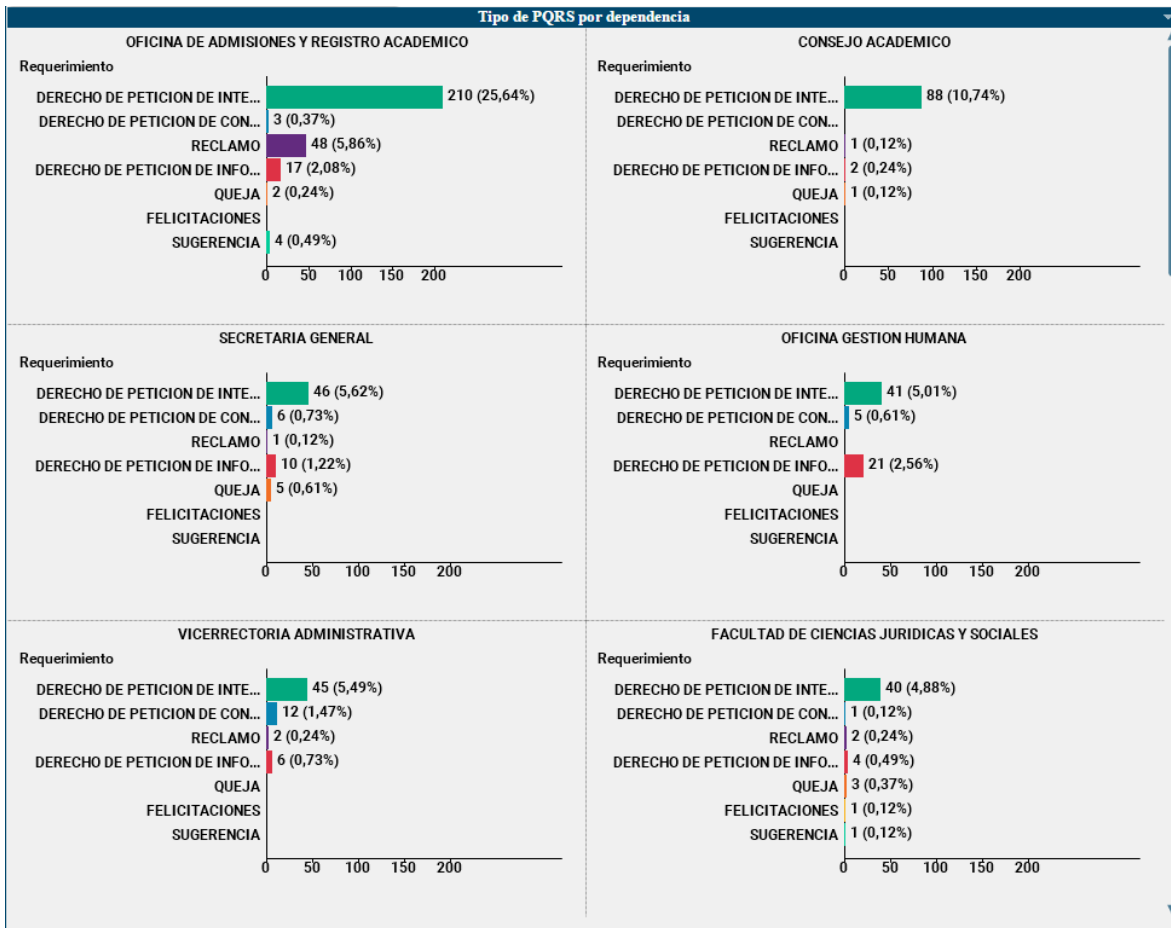 Tipo de PQRS por dependencia
OFICINA DE ADMISIONES Y REGISTRO ACADEMICO
Requerimiento
DERECHO DE PETICION DE INTE... 210 (25,64%)
DERECHO DE PETICION DE CON... 3 (0,37%)
RECLAMO 48 (5,86%)
DERECHO DE PETICION DE INFO... 17 (2,08%)
QUEJA 2 (0,24%)
FELICITACIONES
SUGERENCIA 4 (0,49%)
0 50 100 150 200
CONSEJO ACADEMICO
Requerimiento
DERECHO DE PETICION DE INTE... 88 (10,74%)
DERECHO DE PETICION DE CON...
RECLAMO 1 (0,12%)
DERECHO DE PETICION DE INFO... 2 (0,24%)
QUEJA 1 (0,12%)
FELICITACIONES
SUGERENCIA
0 50 100 150 200
SECRETARIA GENERAL
Requerimiento
DERECHO DE PETICION DE INTE... 46 (5,62%)
DERECHO DE PETICION DE CON... 6 (0,73%)
RECLAMO 1 (0,12%)
DERECHO DE PETICION DE INFO... 10 (1,22%)
QUEJA 5 (0,61%)
FELICITACIONES
SUGERENCIA
0 50 100 150 200
OFICINA GESTION HUMANA
Requerimiento
DERECHO DE PETICION DE INTE... 41 (5,01%)
DERECHO DE PETICION DE CON... 5 (0,61%)
RECLAMO
DERECHO DE PETICION DE INFO... 21 (2,56%)
QUEJA
FELICITACIONES
SUGERENCIA
0 50 100 150 200
VICERRECTORIA ADMINISTRATIVA
Requerimiento
DERECHO DE PETICION DE INTE... 45 (5,49%)
DERECHO DE PETICION DE CON... 12 (1,47%)
RECLAMO 2 (0,24%)
DERECHO DE PETICION DE INFO... 6 (0,73%)
QUEJA
FELICITACIONES
SUGERENCIA
0 50 100 150 200
FACULTAD DE CIENCIAS JURIDICAS Y SOCIALES
Requerimiento
DERECHO DE PETICION DE INTE... 40 (4,88%)
DERECHO DE PETICION DE CON... 1 (0,12%)
RECLAMO 2 (0,24%)
DERECHO DE PETICION DE INFO... 4 (0,49%)
QUEJA 3 (0,37%)
FELICITACIONES 1 (0,12%)
SUGERENCIA 1 (0,12%)
0 50 100 150 200